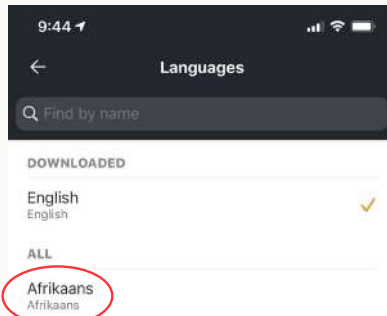 9:44
Languages
Find by name
DOWNLOADED
English
English
ALL
Afrikaans
Afrikaans